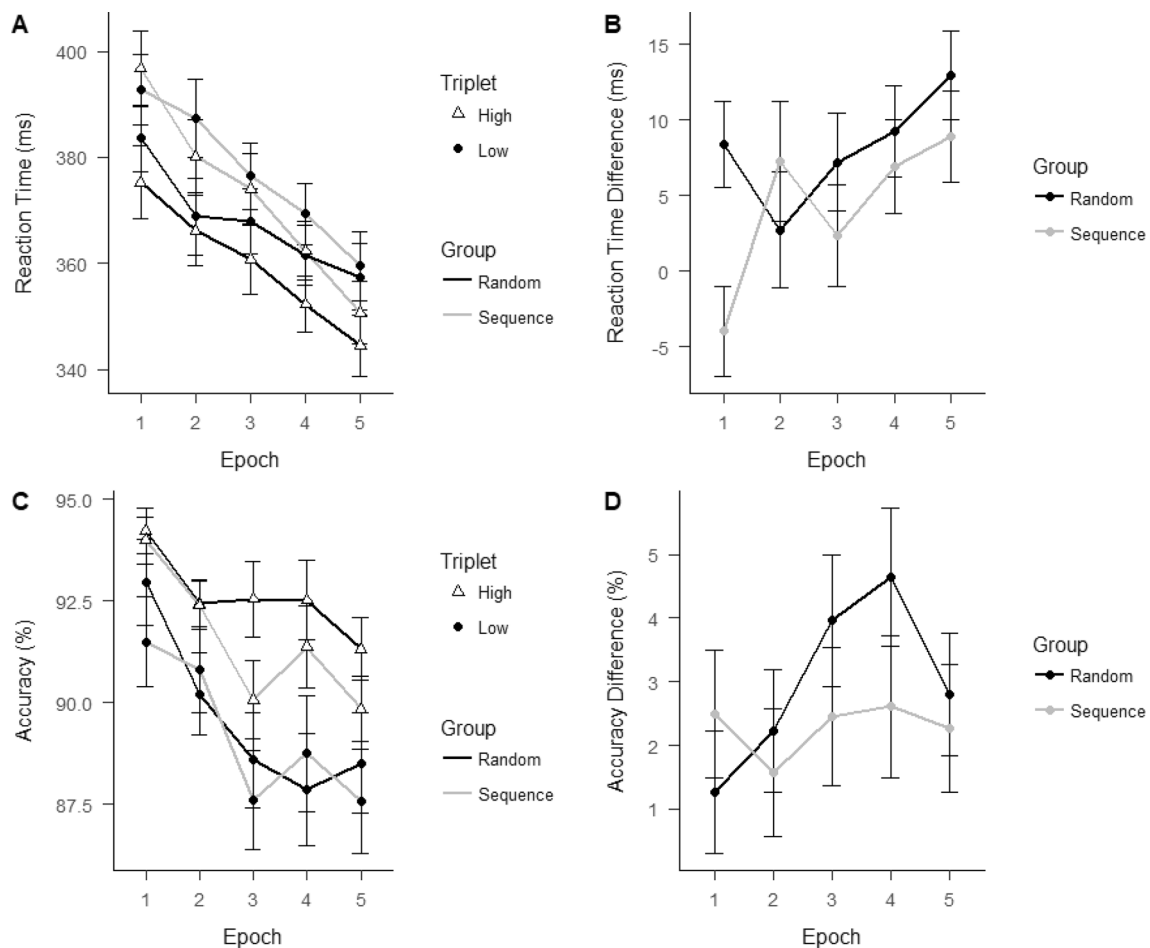 A
Reaction Time (ms)
400
380
360
340
1 2 3 4 5
Epoch
Triplet
High
Low
Group
Random
Sequence
B
Reaction Time Difference (ms)
15
10
5
0
-5
1 2 3 4 5
Epoch
Group
Random
Sequence
C
Accuracy (%)
95.0
92.5
90.0
87.5
1 2 3 4 5
Epoch
Triplet
High
Low
Group
Random
Sequence
D
Accuracy Difference (%)
5
4
3
2
1
1 2 3 4 5
Epoch
Group
Random
Sequence